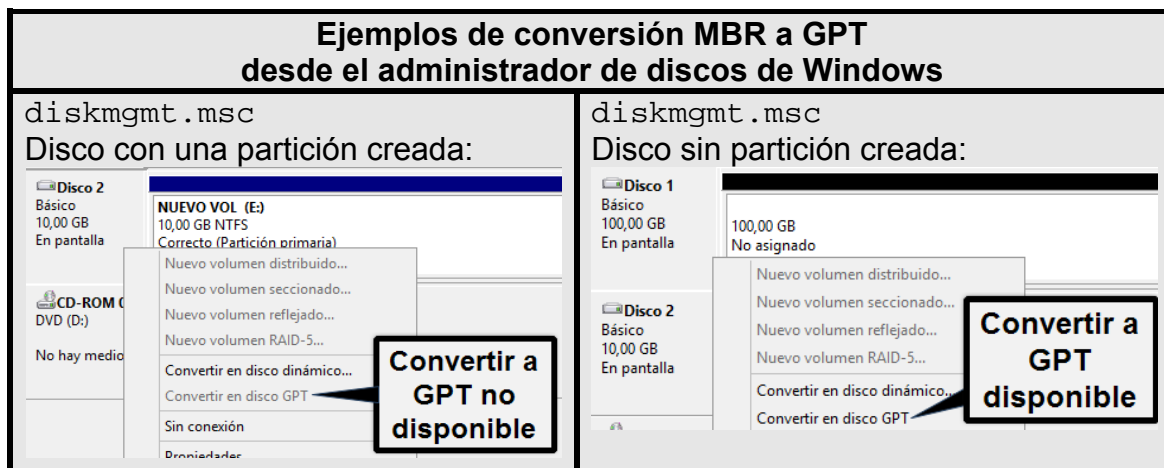 Ejemplos de conversión MBR a GPT
desde el administrador de discos de Windows
diskmgmt.msc
Disco con una partición creada:
Disco 2
Básico
10,00 GB
En pantalla
NUEVO VOL (E:)
10,00 GB NTFS
Correcto (Partición primaria)
Nuevo volumen distribuido...
Nuevo volumen seccionado...
Nuevo volumen reflejado...
Nuevo volumen RAID-5...
Convertir en disco dinámico...
Convertir en disco GPT
Sin conexión
Propiedades
CD-ROM 0
DVD (D:)
No hay medio
Convertir a
GPT no
disponible
diskmgmt.msc
Disco sin partición creada:
Disco 1
Básico
100,00 GB
En pantalla
100,00 GB
No asignado
Nuevo volumen distribuido...
Nuevo volumen seccionado...
Nuevo volumen reflejado...
Nuevo volumen RAID-5...
Convertir en disco dinámico...
Convertir en disco GPT
Disco 2
Básico
10,00 GB
En pantalla
Convertir a
GPT
disponible